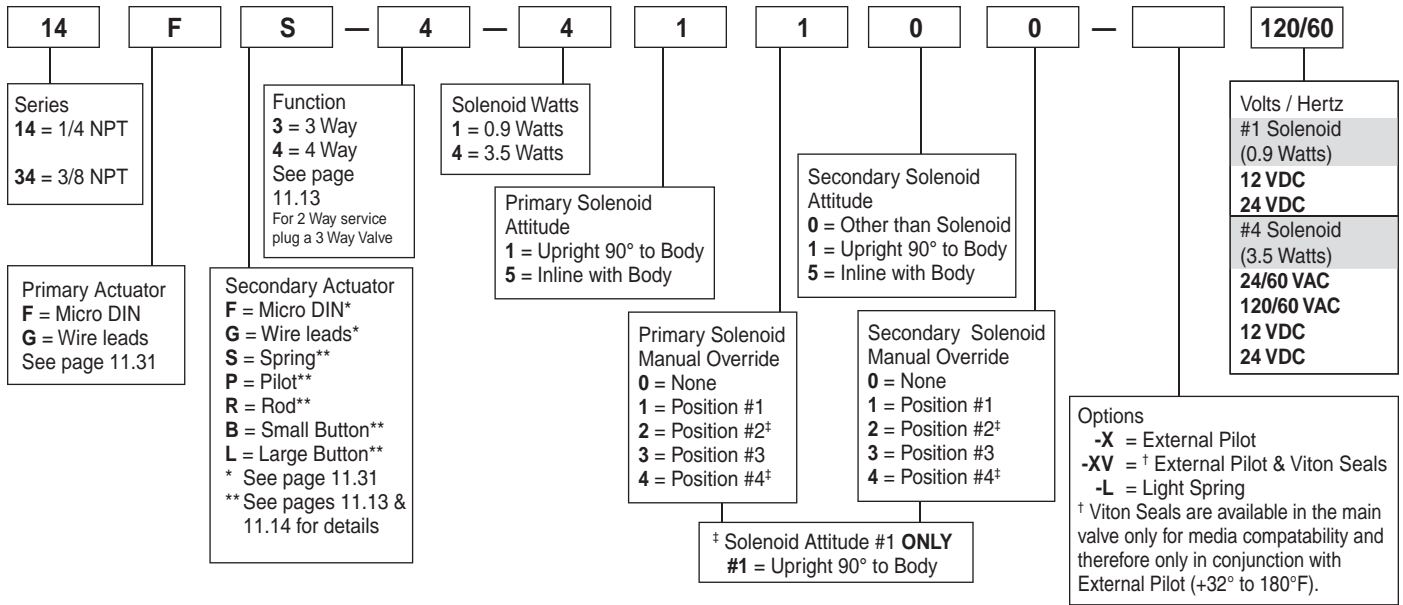 14 F S — 4 — 4 1 1 0 0 — 120/60
Series
14 = 1/4 NPT
34 = 3/8 NPT
Primary Actuator
F = Micro DIN
G = Wire leads
See page 11.31
Secondary Actuator
F = Micro DIN*
G = Wire leads*
S = Spring**
P = Pilot**
R = Rod**
B = Small Button**
L = Large Button**
* See page 11.31
** See pages 11.13 &
11.14 for details
Function
3 = 3 Way
4 = 4 Way
See page
11.13
For 2 Way service
plug a 3 Way Valve
Solenoid Watts
1 = 0.9 Watts
4 = 3.5 Watts
Primary Solenoid
Attitude
1 = Upright 90° to Body
5 = Inline with Body
Primary Solenoid
Manual Override
0 = None
1 = Position #1
2 = Position #2‡
3 = Position #3
4 = Position #4‡
Secondary Solenoid
Attitude
0 = Other than Solenoid
1 = Upright 90° to Body
5 = Inline with Body
Secondary Solenoid
Manual Override
0 = None
1 = Position #1
2 = Position #2‡
3 = Position #3
4 = Position #4‡
‡ Solenoid Attitude #1 ONLY
#1 = Upright 90° to Body
Options
-X = External Pilot
-XV = † External Pilot & Viton Seals
-L = Light Spring
† Viton Seals are available in the main
valve only for media compatability and
therefore only in conjunction with
External Pilot (+32° to 180°F).
Volts / Hertz
#1 Solenoid
(0.9 Watts)
12 VDC
24 VDC
#4 Solenoid
(3.5 Watts)
24/60 VAC
120/60 VAC
12 VDC
24 VDC